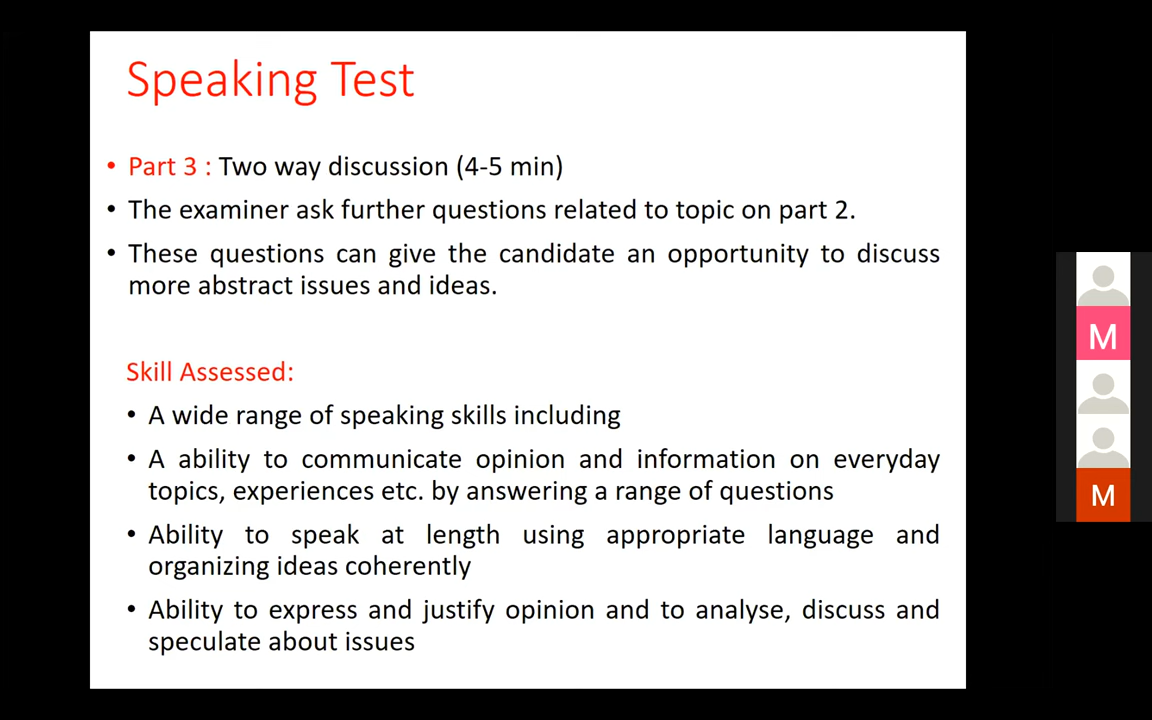 Speaking Test
• Part 3 : Two way discussion (4-5 min)
• The examiner ask further questions related to topic on part 2.
• These questions can give the candidate an opportunity to discuss
more abstract issues and ideas.
Skill Assessed:
• A wide range of speaking skills including
• A ability to communicate opinion and information on everyday
topics, experiences etc. by answering a range of questions
• Ability to speak at length using appropriate language and
organizing ideas coherently
• Ability to express and justify opinion and to analyse, discuss and
speculate about issues
M
M